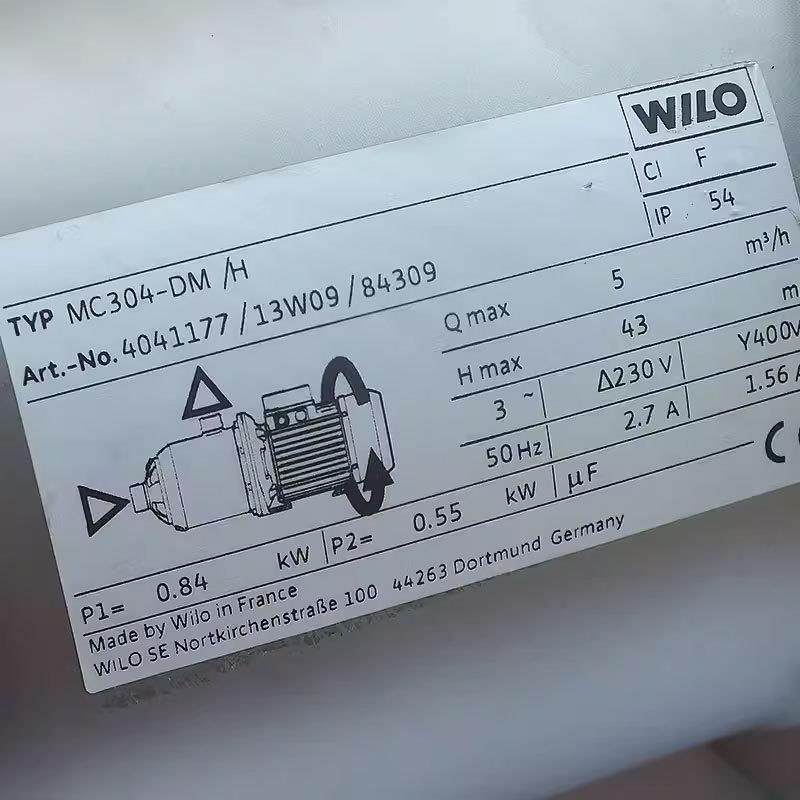 WILO
Cl F
IP 54
TYP MC304-DM /H
Art.-No. 4041177 / 13W09 / 84309
Q max 5 m³/h
H max 43 m
3 ~ Δ230 V Y400V
50Hz 2.7 A 1.56 A
P1= 0.84 kW P2= 0.55 kW µF
Made by Wilo in France
WILO SE Nortkirchenstraße 100 44263 Dortmund Germany